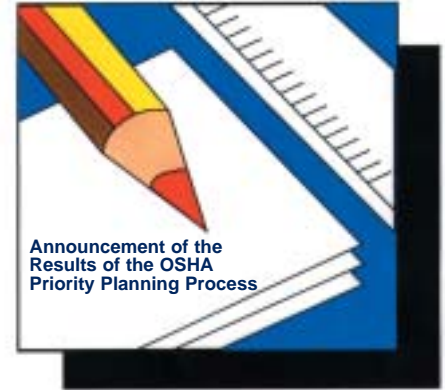 Announcement of the
Results of the OSHA
Priority Planning Process